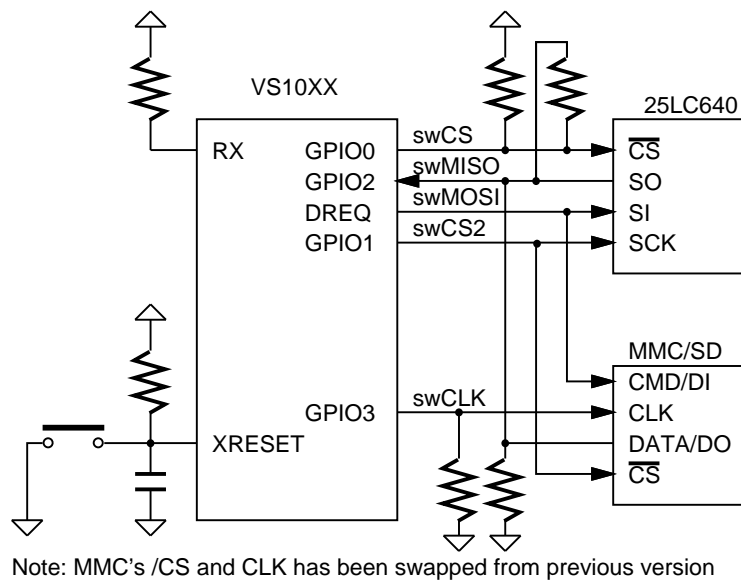 VS10XX
25LC640
RX
GPIO0
swCS
CS
GPIO2
swMISO
SO
DREQ
swMOSI
SI
GPIO1
swCS2
SCK
MMC/SD
CMD/DI
GPIO3
swCLK
CLK
XRESET
DATA/DO
CS
Note: MMC's /CS and CLK has been swapped from previous version